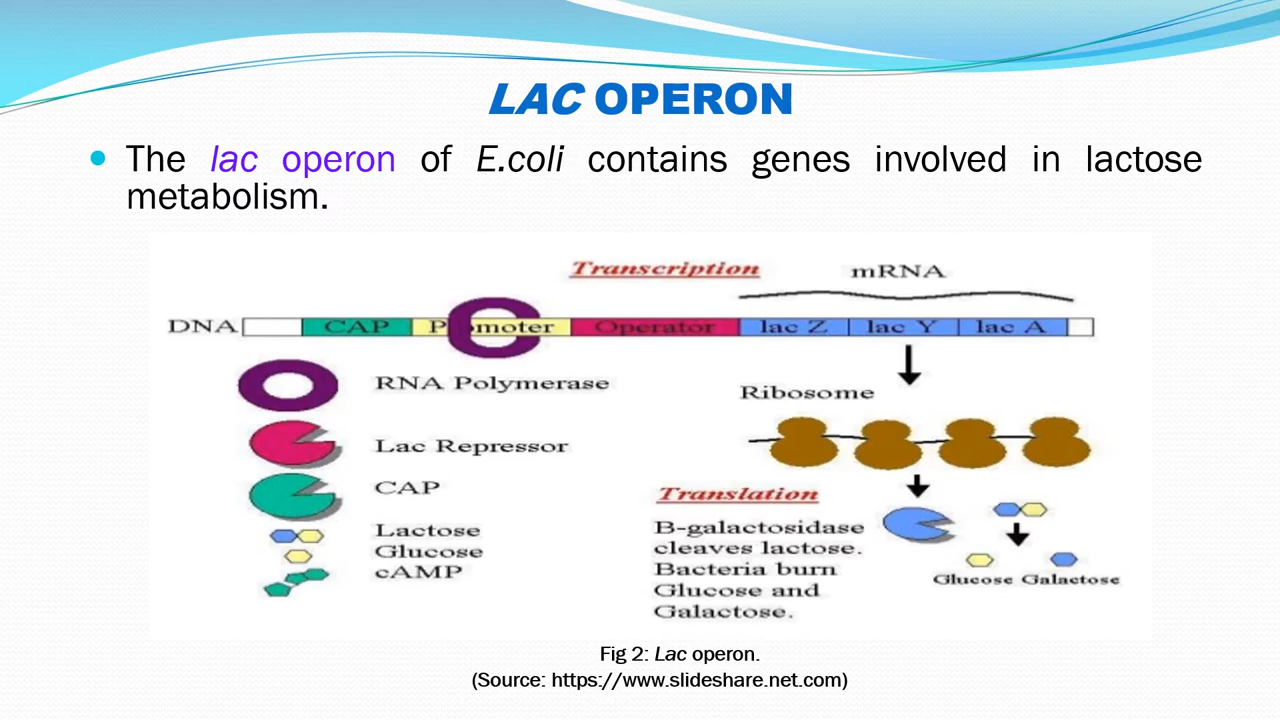 LAC OPERON
• The lac operon of E.coli contains genes involved in lactose
metabolism.
Transcription
mRNA
DNA CAP Promoter Operator lac Z lac Y lac A
RNA Polymerase
Lac Repressor
CAP
Lactose
Glucose
cAMP
Ribosome
Translation
B-galactosidase
cleaves lactose.
Bacteria burn
Glucose and
Galactose.
Glucose Galactose
Fig 2: Lac operon.
(Source: https://www.slideshare.net.com)